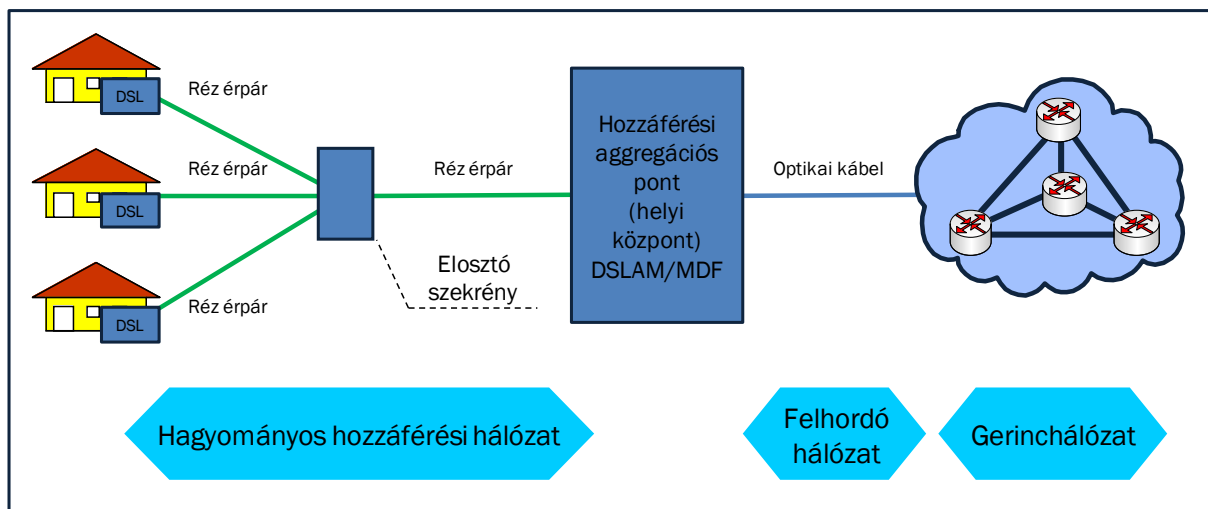 DSL
Réz érpár
DSL
Réz érpár
DSL
Réz érpár
Réz érpár
Elosztó
szekrény
Hozzáférési
aggregációs
pont
(helyi
központ)
DSLAM/MDF
Optikai kábel
Hagyományos hozzáférési hálózat
Felhordó
hálózat
Gerinchálózat